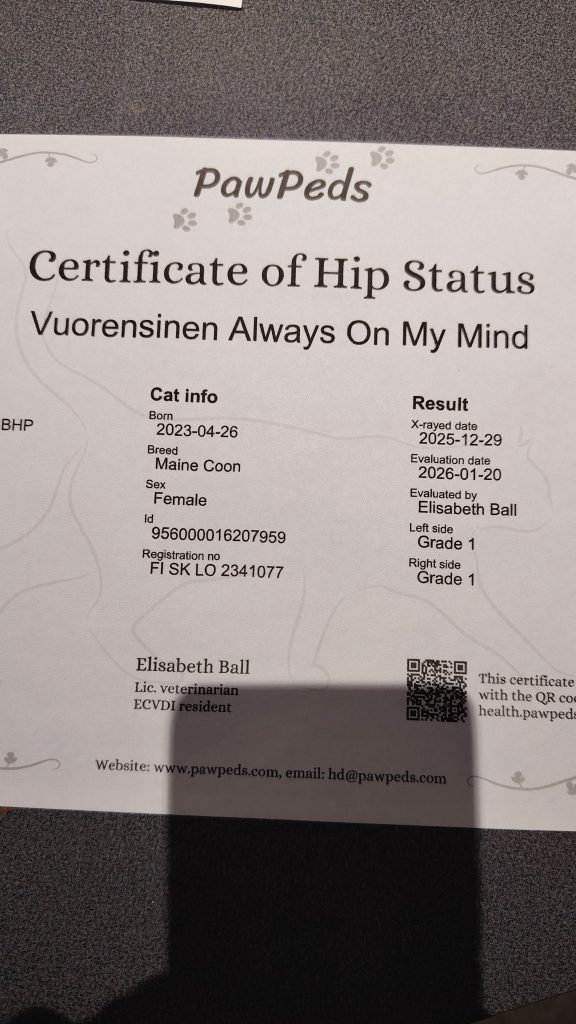 PawPeds
Certificate of Hip Status
Vuorensinen Always On My Mind
BHP
Cat info
Born
2023-04-26
Breed
Maine Coon
Sex
Female
Id
956000016207959
Registration no
FI SK LO 2341077
Result
X-rayed date
2025-12-29
Evaluation date
2026-01-20
Evaluated by
Elisabeth Ball
Left side
Grade 1
Right side
Grade 1
Elisabeth Ball
Lic. veterinarian
ECVDI resident
This certificate
with the QR co
health.pawpeds
Website: www.pawpeds.com, email: hd@pawpeds.com